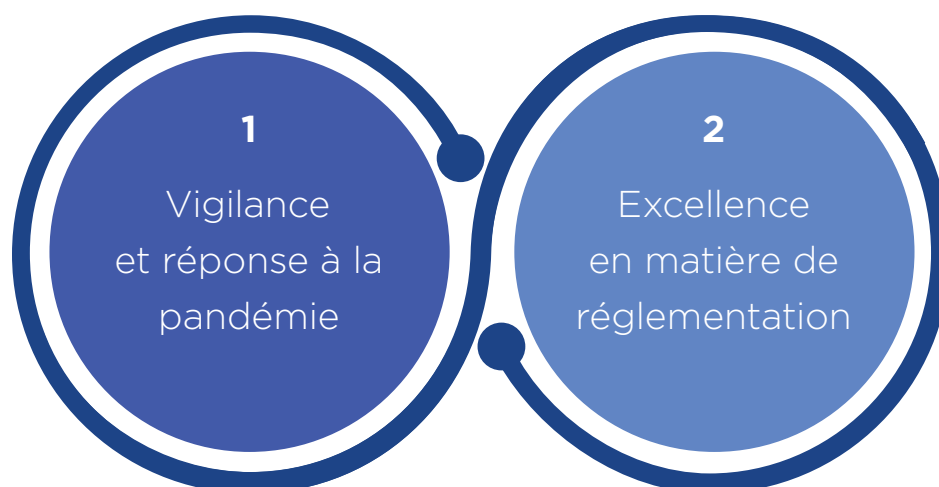 1
Vigilance
et réponse à la
pandémie
2
Excellence
en matière de
réglementation